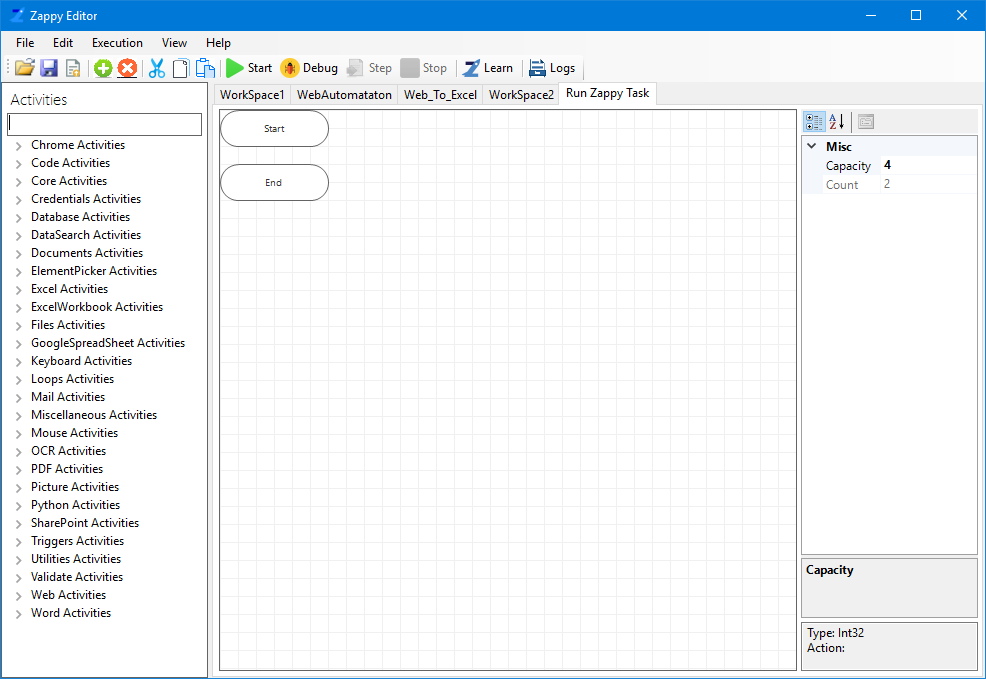 Zappy Editor
File Edit Execution View Help
Start Debug Step Stop Learn Logs
Activities
Chrome Activities
Code Activities
Core Activities
Credentials Activities
Database Activities
DataSearch Activities
Documents Activities
ElementPicker Activities
Excel Activities
ExcelWorkbook Activities
Files Activities
GoogleSpreadSheet Activities
Keyboard Activities
Loops Activities
Mail Activities
Miscellaneous Activities
Mouse Activities
OCR Activities
PDF Activities
Picture Activities
Python Activities
SharePoint Activities
Triggers Activities
Utilities Activities
Validate Activities
Web Activities
Word Activities
WorkSpace1 WebAutomataton Web_To_Excel WorkSpace2 Run Zappy Task
Start
End
Misc
Capacity 4
Count 2
Capacity
Type: Int32
Action: